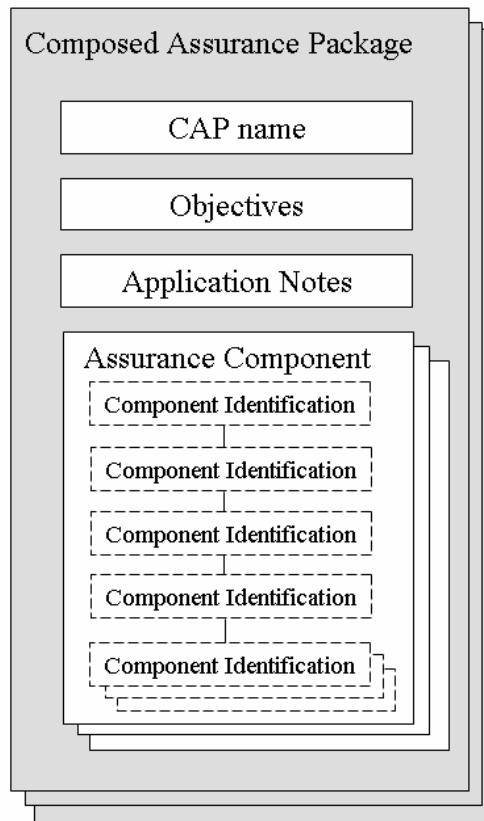 Composed Assurance Package
CAP name
Objectives
Application Notes
Assurance Component
Component Identification
Component Identification
Component Identification
Component Identification
Component Identification